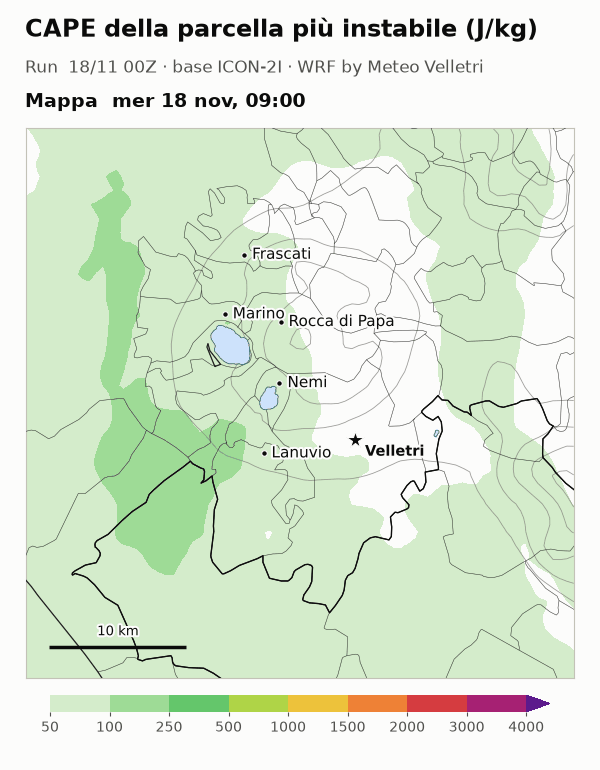 CAPE della parcella più instabile (J/kg)
Run  18/11 00Z · base ICON-2I · WRF by Meteo Velletri
Mappa  mer 18 nov, 09:00
Frascati
Marino
Rocca di Papa
Nemi
Velletri
Lanuvio
10 km
50 100 250 500 1000 1500 2000 3000 4000